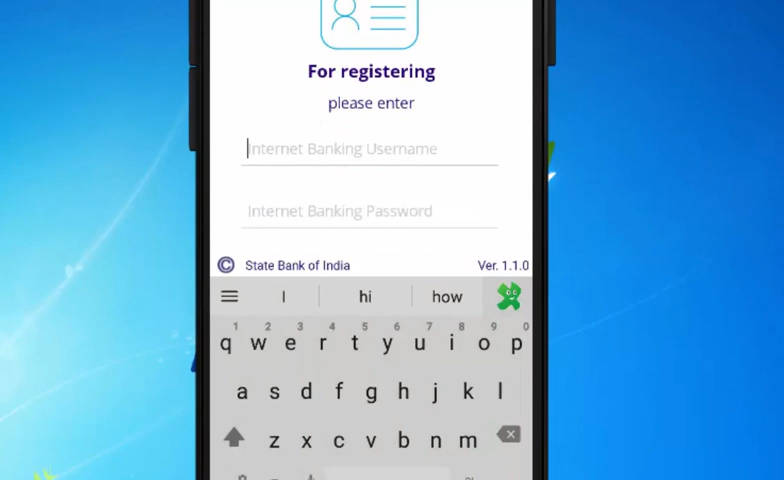 For registering
please enter
Internet Banking Username
Internet Banking Password
© State Bank of India Ver. 1.1.0
I hi how
1 2 3 4 5 6 7 8 9 0
q w e r t y u i o p
a s d f g h j k l
z x c v b n m